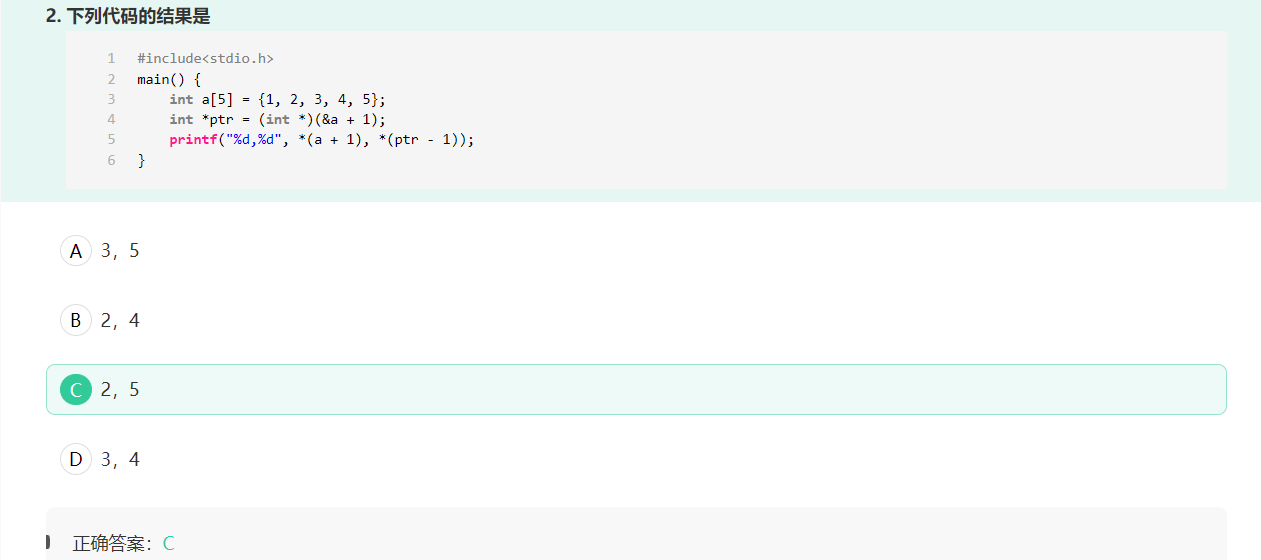 2. 下列代码的结果是
1 #include<stdio.h>
2 main() {
3     int a[5] = {1, 2, 3, 4, 5};
4     int *ptr = (int *)(&a + 1);
5     printf("%d,%d", *(a + 1), *(ptr - 1));
6 }
A 3，5
B 2，4
C 2，5
D 3，4
正确答案：C